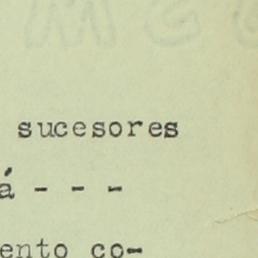 sucesores
á - - -
ento co-